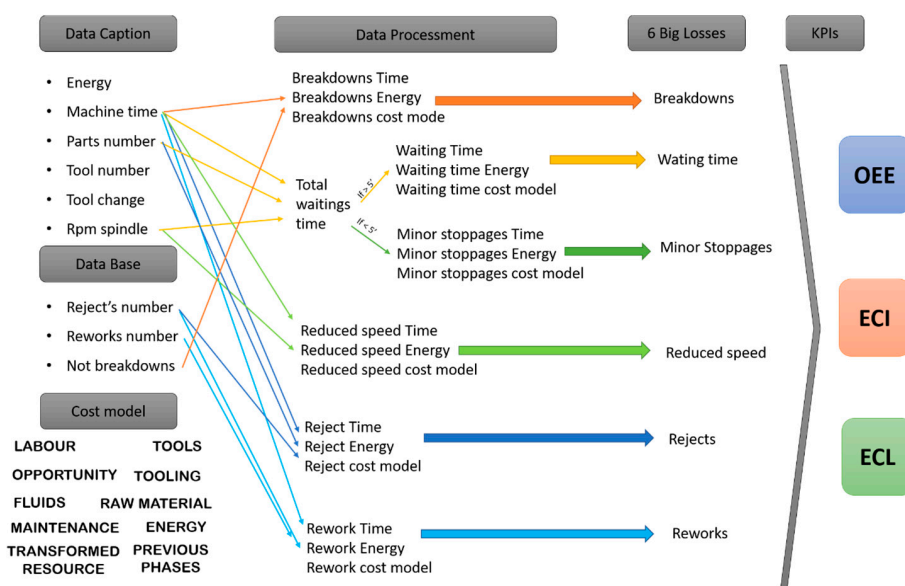 Data Caption
Data Processment
6 Big Losses
KPIs
• Energy
• Machine time
• Parts number
• Tool number
• Tool change
• Rpm spindle
Data Base
• Reject's number
• Reworks number
• Not breakdowns
Cost model
LABOUR TOOLS
OPPORTUNITY TOOLING
FLUIDS RAW MATERIAL
MAINTENANCE ENERGY
TRANSFORMED PREVIOUS
RESOURCE PHASES
Breakdowns Time
Breakdowns Energy
Breakdowns cost mode
Total
waitings
time
If > 5'
If < 5'
Waiting Time
Waiting time Energy
Waiting time cost model
Minor stoppages Time
Minor stoppages Energy
Minor stoppages cost model
Reduced speed Time
Reduced speed Energy
Reduced speed cost model
Reject Time
Reject Energy
Reject cost model
Rework Time
Rework Energy
Rework cost model
Breakdowns
Wating time
Minor Stoppages
Reduced speed
Rejects
Reworks
OEE
ECI
ECL